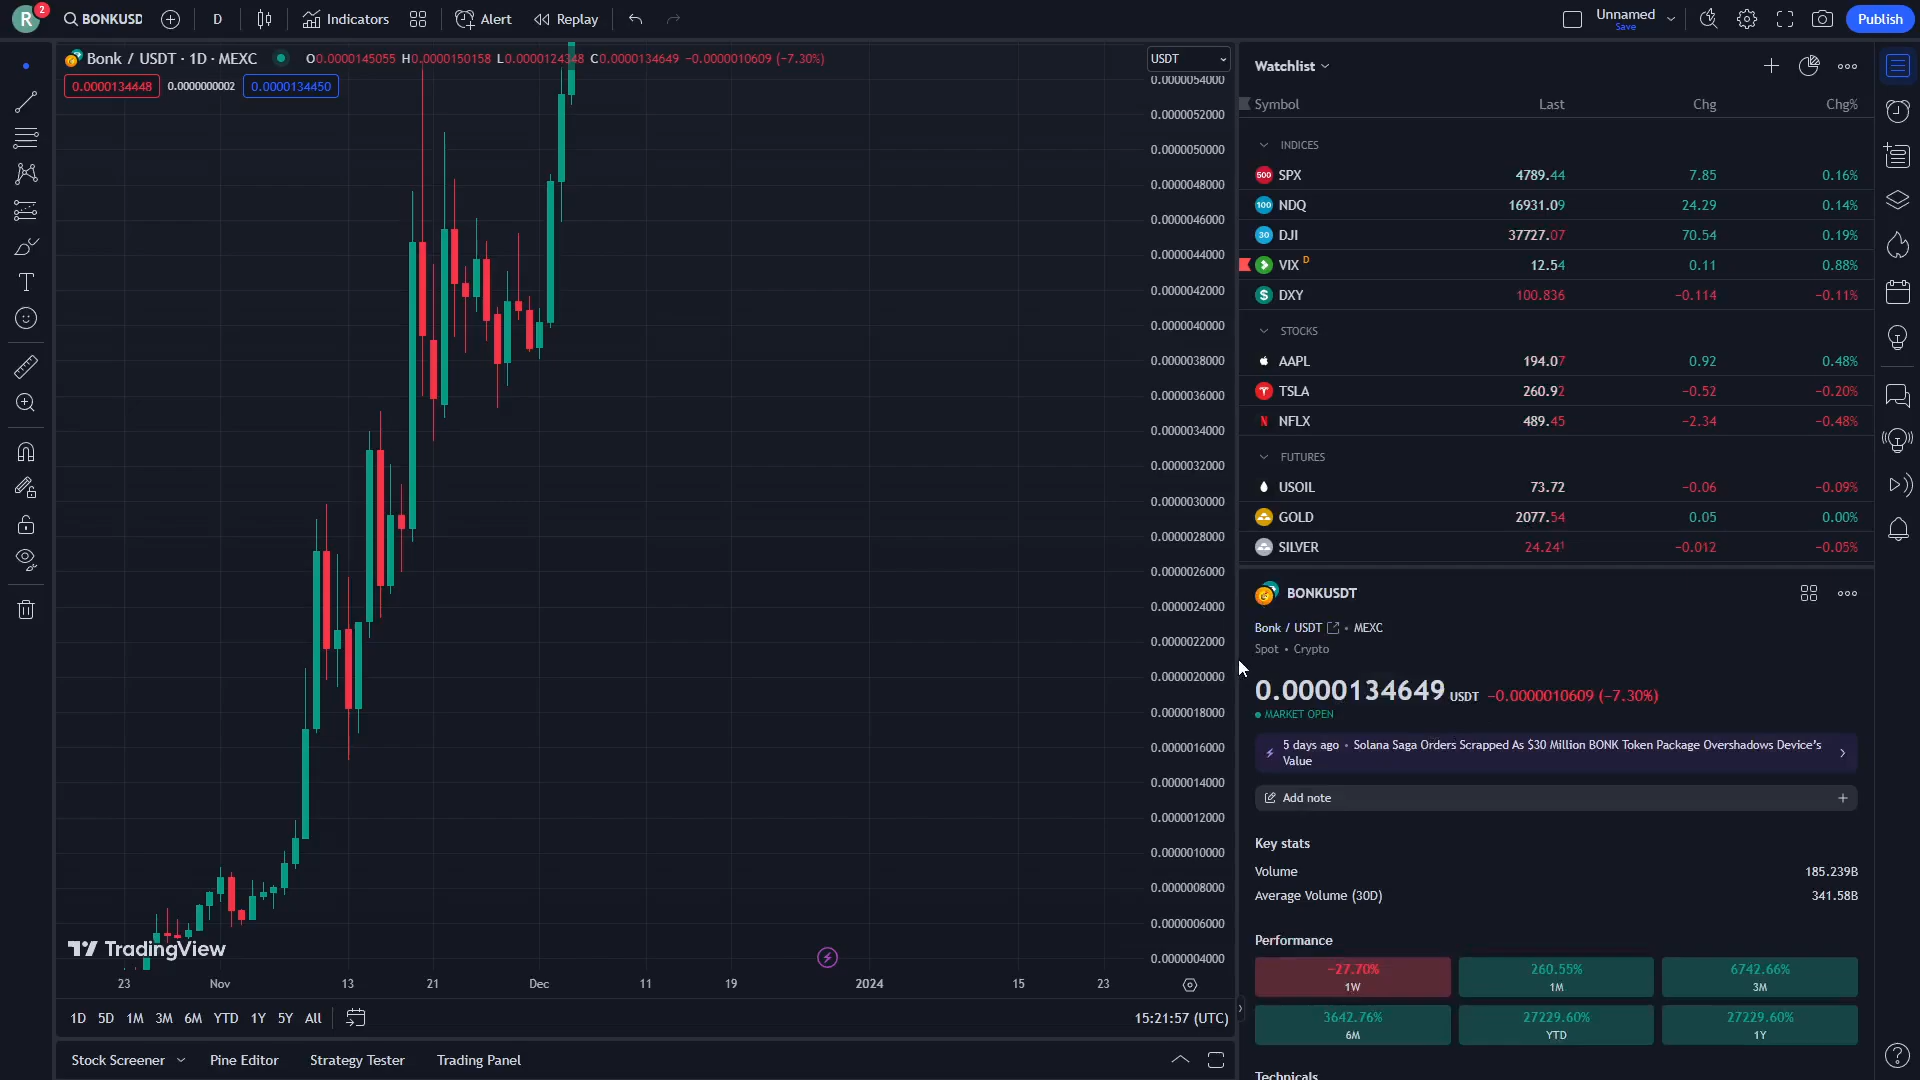 R 2 BONKUSD D Indicators Alert Replay Unnamed Save Publish
Bonk / USDT · 1D · MEXC O0.0000145055 H0.0000150158 L0.0000124348 C0.0000134649 −0.0000010609 (−7.30%)
0.0000134448 0.0000000002 0.0000134450
USDT
0.0000054000
0.0000052000
0.0000050000
0.0000048000
0.0000046000
0.0000044000
0.0000042000
0.0000040000
0.0000038000
0.0000036000
0.0000034000
0.0000032000
0.0000030000
0.0000028000
0.0000026000
0.0000024000
0.0000022000
0.0000020000
0.0000018000
0.0000016000
0.0000014000
0.0000012000
0.0000010000
0.0000008000
0.0000006000
0.0000004000
TradingView
23 Nov 13 21 Dec 11 19 2024 15 23
1D 5D 1M 3M 6M YTD 1Y 5Y All 15:21:57 (UTC)
Stock Screener Pine Editor Strategy Tester Trading Panel
Watchlist
Symbol Last Chg Chg%
INDICES
500 SPX 4789.44 7.85 0.16%
100 NDQ 16931.09 24.29 0.14%
30 DJI 37727.07 70.54 0.19%
VIX D 12.54 0.11 0.88%
$ DXY 100.836 −0.114 −0.11%
STOCKS
AAPL 194.07 0.92 0.48%
TSLA 260.92 −0.52 −0.20%
N NFLX 489.45 −2.34 −0.48%
FUTURES
USOIL 73.72 −0.06 −0.09%
GOLD 2077.54 0.05 0.00%
SILVER 24.241 −0.012 −0.05%
BONKUSDT
Bonk / USDT • MEXC
Spot • Crypto
0.0000134649 USDT −0.0000010609 (−7.30%)
MARKET OPEN
5 days ago • Solana Saga Orders Scrapped As $30 Million BONK Token Package Overshadows Device's
Value
Add note
Key stats
Volume 185.239B
Average Volume (30D) 341.58B
Performance
−27.70% 260.55% 6742.66%
1W 1M 3M
3642.76% 27229.60% 27229.60%
6M YTD 1Y
Technicals